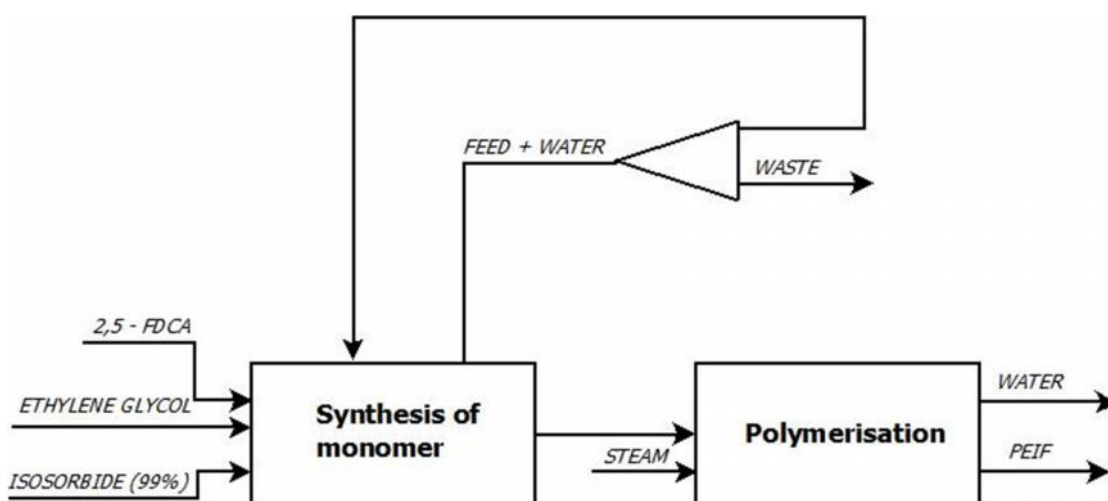 FEED + WATER
WASTE
2,5 - FDCA
ETHYLENE GLYCOL
ISOSORBIDE (99%)
Synthesis of
monomer
STEAM
Polymerisation
WATER
PEIF